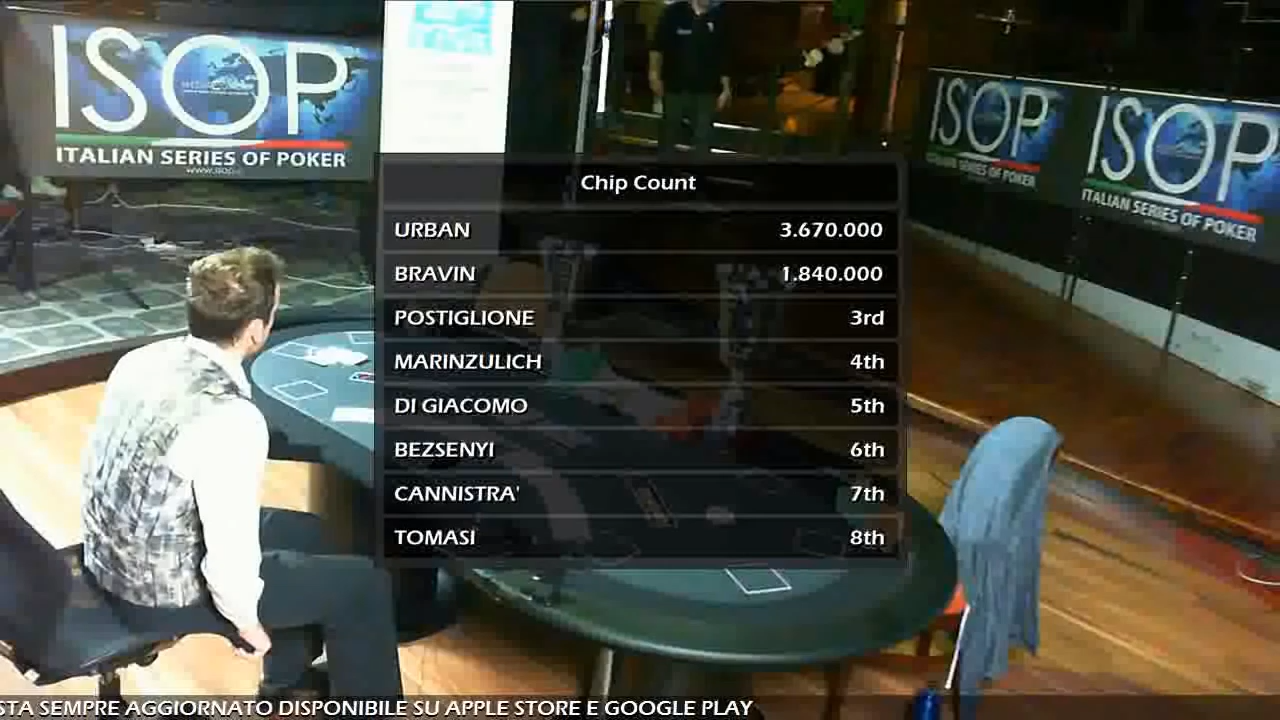 ISOP
ITALIAN SERIES OF POKER
ISOP
ITALIAN SERIES OF POKER
ISOP
ITALIAN SERIES OF POKER
Chip Count
URBAN 3.670.000
BRAVIN 1.840.000
POSTIGLIONE 3rd
MARINZULICH 4th
DI GIACOMO 5th
BEZSENYI 6th
CANNISTRA' 7th
TOMASI 8th
STA SEMPRE AGGIORNATO DISPONIBILE SU APPLE STORE E GOOGLE PLAY